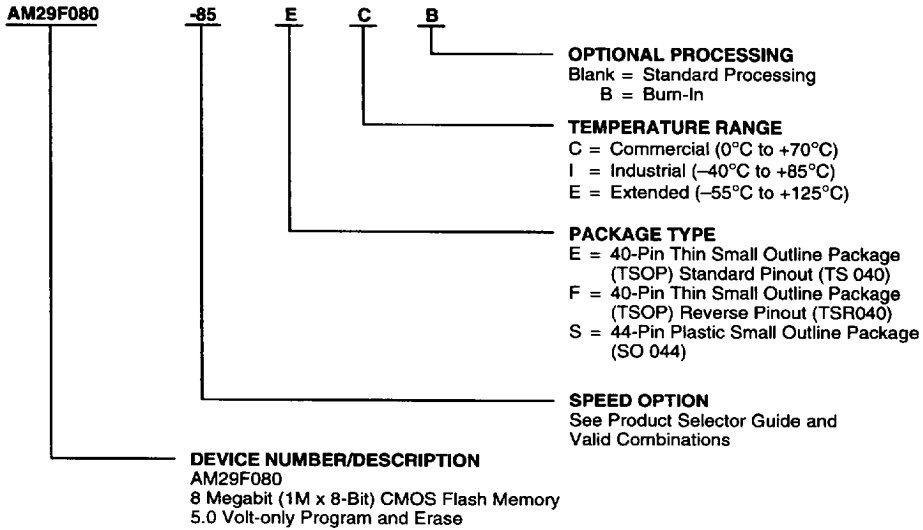 AM29F080 -85 E C B
OPTIONAL PROCESSING
Blank = Standard Processing
B = Burn-In
TEMPERATURE RANGE
C = Commercial (0°C to +70°C)
I = Industrial (–40°C to +85°C)
E = Extended (–55°C to +125°C)
PACKAGE TYPE
E = 40-Pin Thin Small Outline Package
(TSOP) Standard Pinout (TS 040)
F = 40-Pin Thin Small Outline Package
(TSOP) Reverse Pinout (TSR040)
S = 44-Pin Plastic Small Outline Package
(SO 044)
SPEED OPTION
See Product Selector Guide and
Valid Combinations
DEVICE NUMBER/DESCRIPTION
AM29F080
8 Megabit (1M x 8-Bit) CMOS Flash Memory
5.0 Volt-only Program and Erase